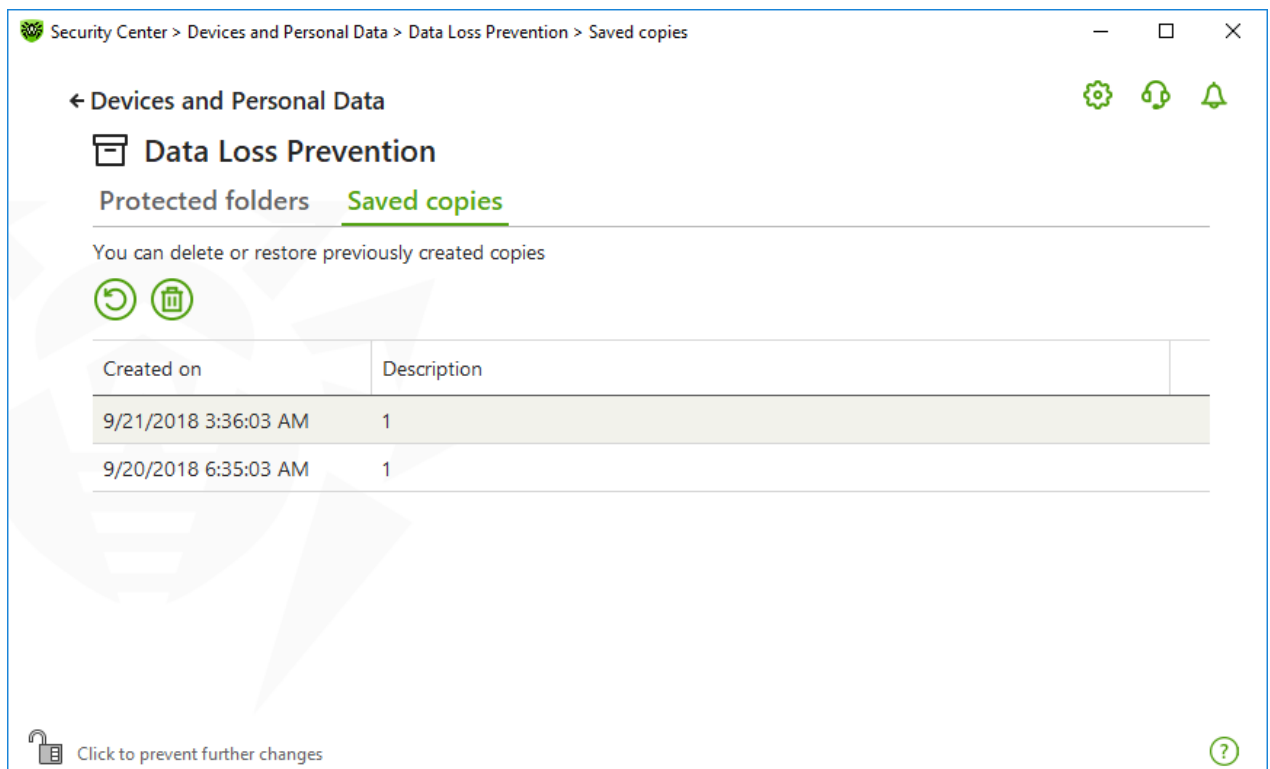 Security Center > Devices and Personal Data > Data Loss Prevention > Saved copies
Devices and Personal Data
Data Loss Prevention
Protected folders Saved copies
You can delete or restore previously created copies
Created on Description
9/21/2018 3:36:03 AM 1
9/20/2018 6:35:03 AM 1
Click to prevent further changes ?